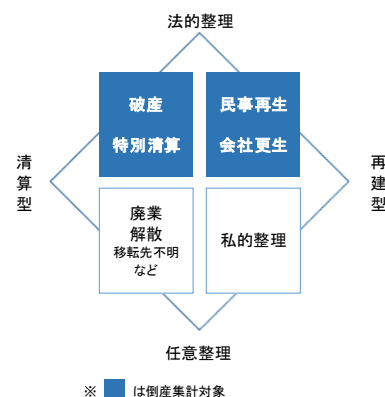 法的整理
破産
特別清算
民事再生
会社更生
清算型
再建型
廃業
解散
移転先不明
など
私的整理
任意整理
※ は倒産集計対象